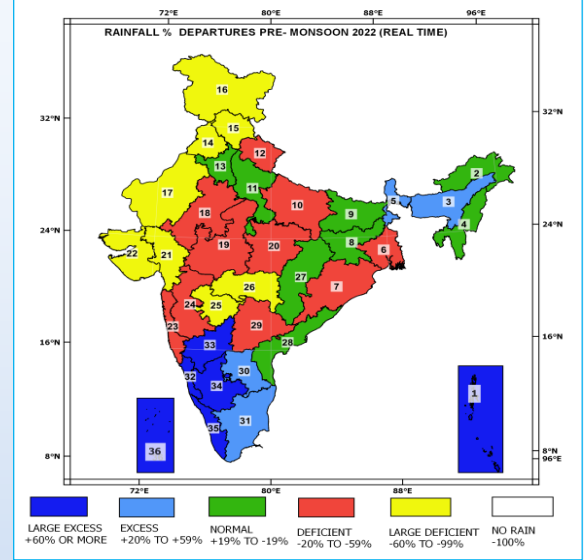 72°E 80°E 88°E 96°E
RAINFALL % DEPARTURES PRE- MONSOON 2022 (REAL TIME)
16
32°N 32°N
15
14
12
13
2
17 11
5 3
18 10
9 4
24°N 24°N
19 20 8
22 21 6
27
26 7
24 25
23 29
28
16°N 16°N
33
30
32 34 1
31
35
36
8°N 8°N
96°E
72°E 80°E 88°E
LARGE EXCESS
+60% OR MORE
EXCESS
+20% TO +59%
NORMAL
+19% TO -19%
DEFICIENT
-20% TO -59%
LARGE DEFICIENT
-60% TO -99%
NO RAIN
-100%